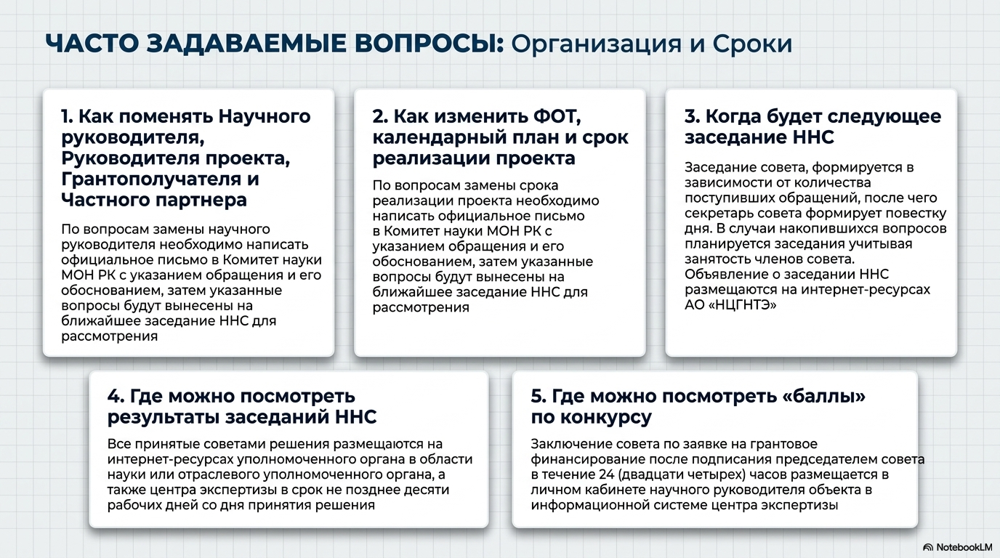 ЧАСТО ЗАДАВАЕМЫЕ ВОПРОСЫ: Организация и Сроки
1. Как поменять Научного
руководителя,
Руководителя проекта,
Грантополучателя и
Частного партнера
По вопросам замены научного
руководителя необходимо написать
официальное письмо в Комитет науки
МОН РК с указанием обращения и его
обоснованием, затем указанные
вопросы будут вынесены на
ближайшее заседание ННС для
рассмотрения
2. Как изменить ФОТ,
календарный план и срок
реализации проекта
По вопросам замены срока
реализации проекта необходимо
написать официальное письмо
в Комитет науки МОН РК с
указанием обращения и его
обоснованием, затем указанные
вопросы будут вынесены на
ближайшее заседание ННС для
рассмотрения
3. Когда будет следующее
заседание ННС
Заседание совета, формируется в
зависимости от количества
поступивших обращений, после чего
секретарь совета формирует повестку
дня. В случаи накопившихся вопросов
планируется заседания учитывая
занятость членов совета.
Объявление о заседании ННС
размещаются на интернет-ресурсах
АО «НЦГНТЭ»
4. Где можно посмотреть
результаты заседаний ННС
Все принятые советами решения размещаются на
интернет-ресурсах уполномоченного органа в области
науки или отраслевого уполномоченного органа, а
также центра экспертизы в срок не позднее десяти
рабочих дней со дня принятия решения
5. Где можно посмотреть «баллы»
по конкурсу
Заключение совета по заявке на грантовое
финансирование после подписания председателем совета
в течение 24 (двадцати четырех) часов размещается в
личном кабинете научного руководителя объекта в
информационной системе центра экспертизы
NotebookLM